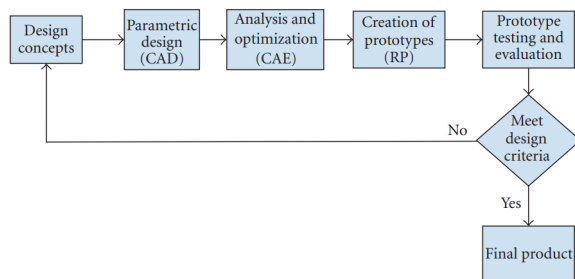 Design
concepts
Parametric
design
(CAD)
Analysis and
optimization
(CAE)
Creation of
prototypes
(RP)
Prototype
testing and
evaluation
Meet
design
criteria
No
Yes
Final product